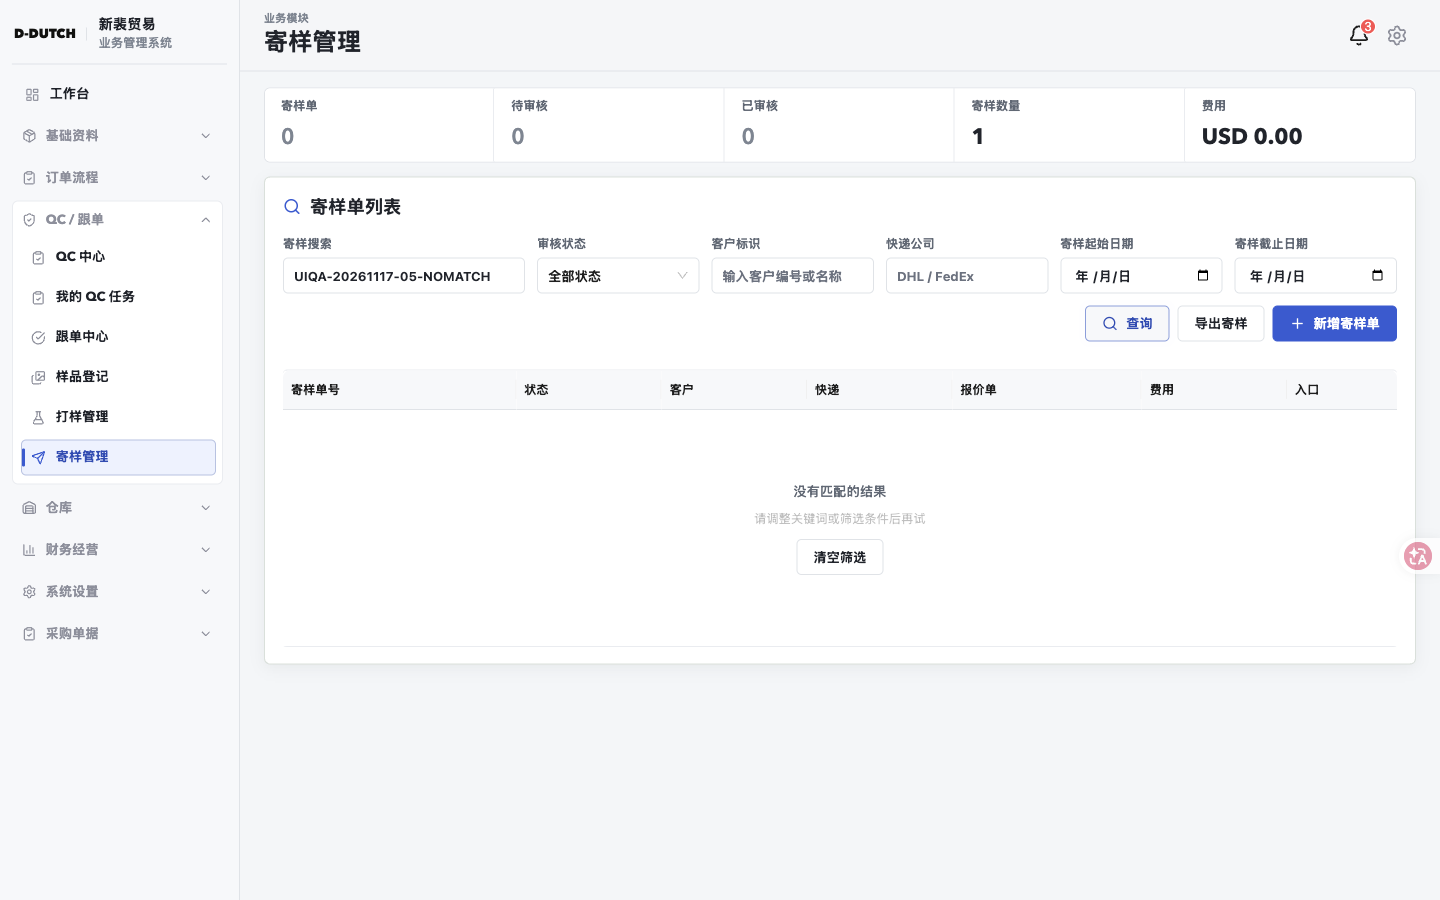 D-DUTCH
新裴贸易
业务管理系统
工作台
基础资料
订单流程
QC / 跟单
QC 中心
我的 QC 任务
跟单中心
样品登记
打样管理
寄样管理
仓库
财务经营
系统设置
采购单据
业务模块
寄样管理
3
寄样单
0
待审核
0
已审核
0
寄样数量
1
费用
USD 0.00
寄样单列表
寄样搜索
UIQA-20261117-05-NOMATCH
审核状态
全部状态
客户标识
输入客户编号或名称
快递公司
DHL / FedEx
寄样起始日期
年 /月/日
寄样截止日期
年 /月/日
查询
导出寄样
新增寄样单
寄样单号 状态 客户 快递 报价单 费用 入口
没有匹配的结果
请调整关键词或筛选条件后再试
清空筛选